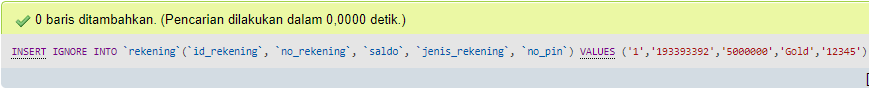 0 baris ditambahkan. (Pencarian dilakukan dalam 0,0000 detik.)
INSERT IGNORE INTO `rekening`(`id_rekening`, `no_rekening`, `saldo`, `jenis_rekening`, `no_pin`) VALUES ('1','193393392','5000000','Gold','12345')